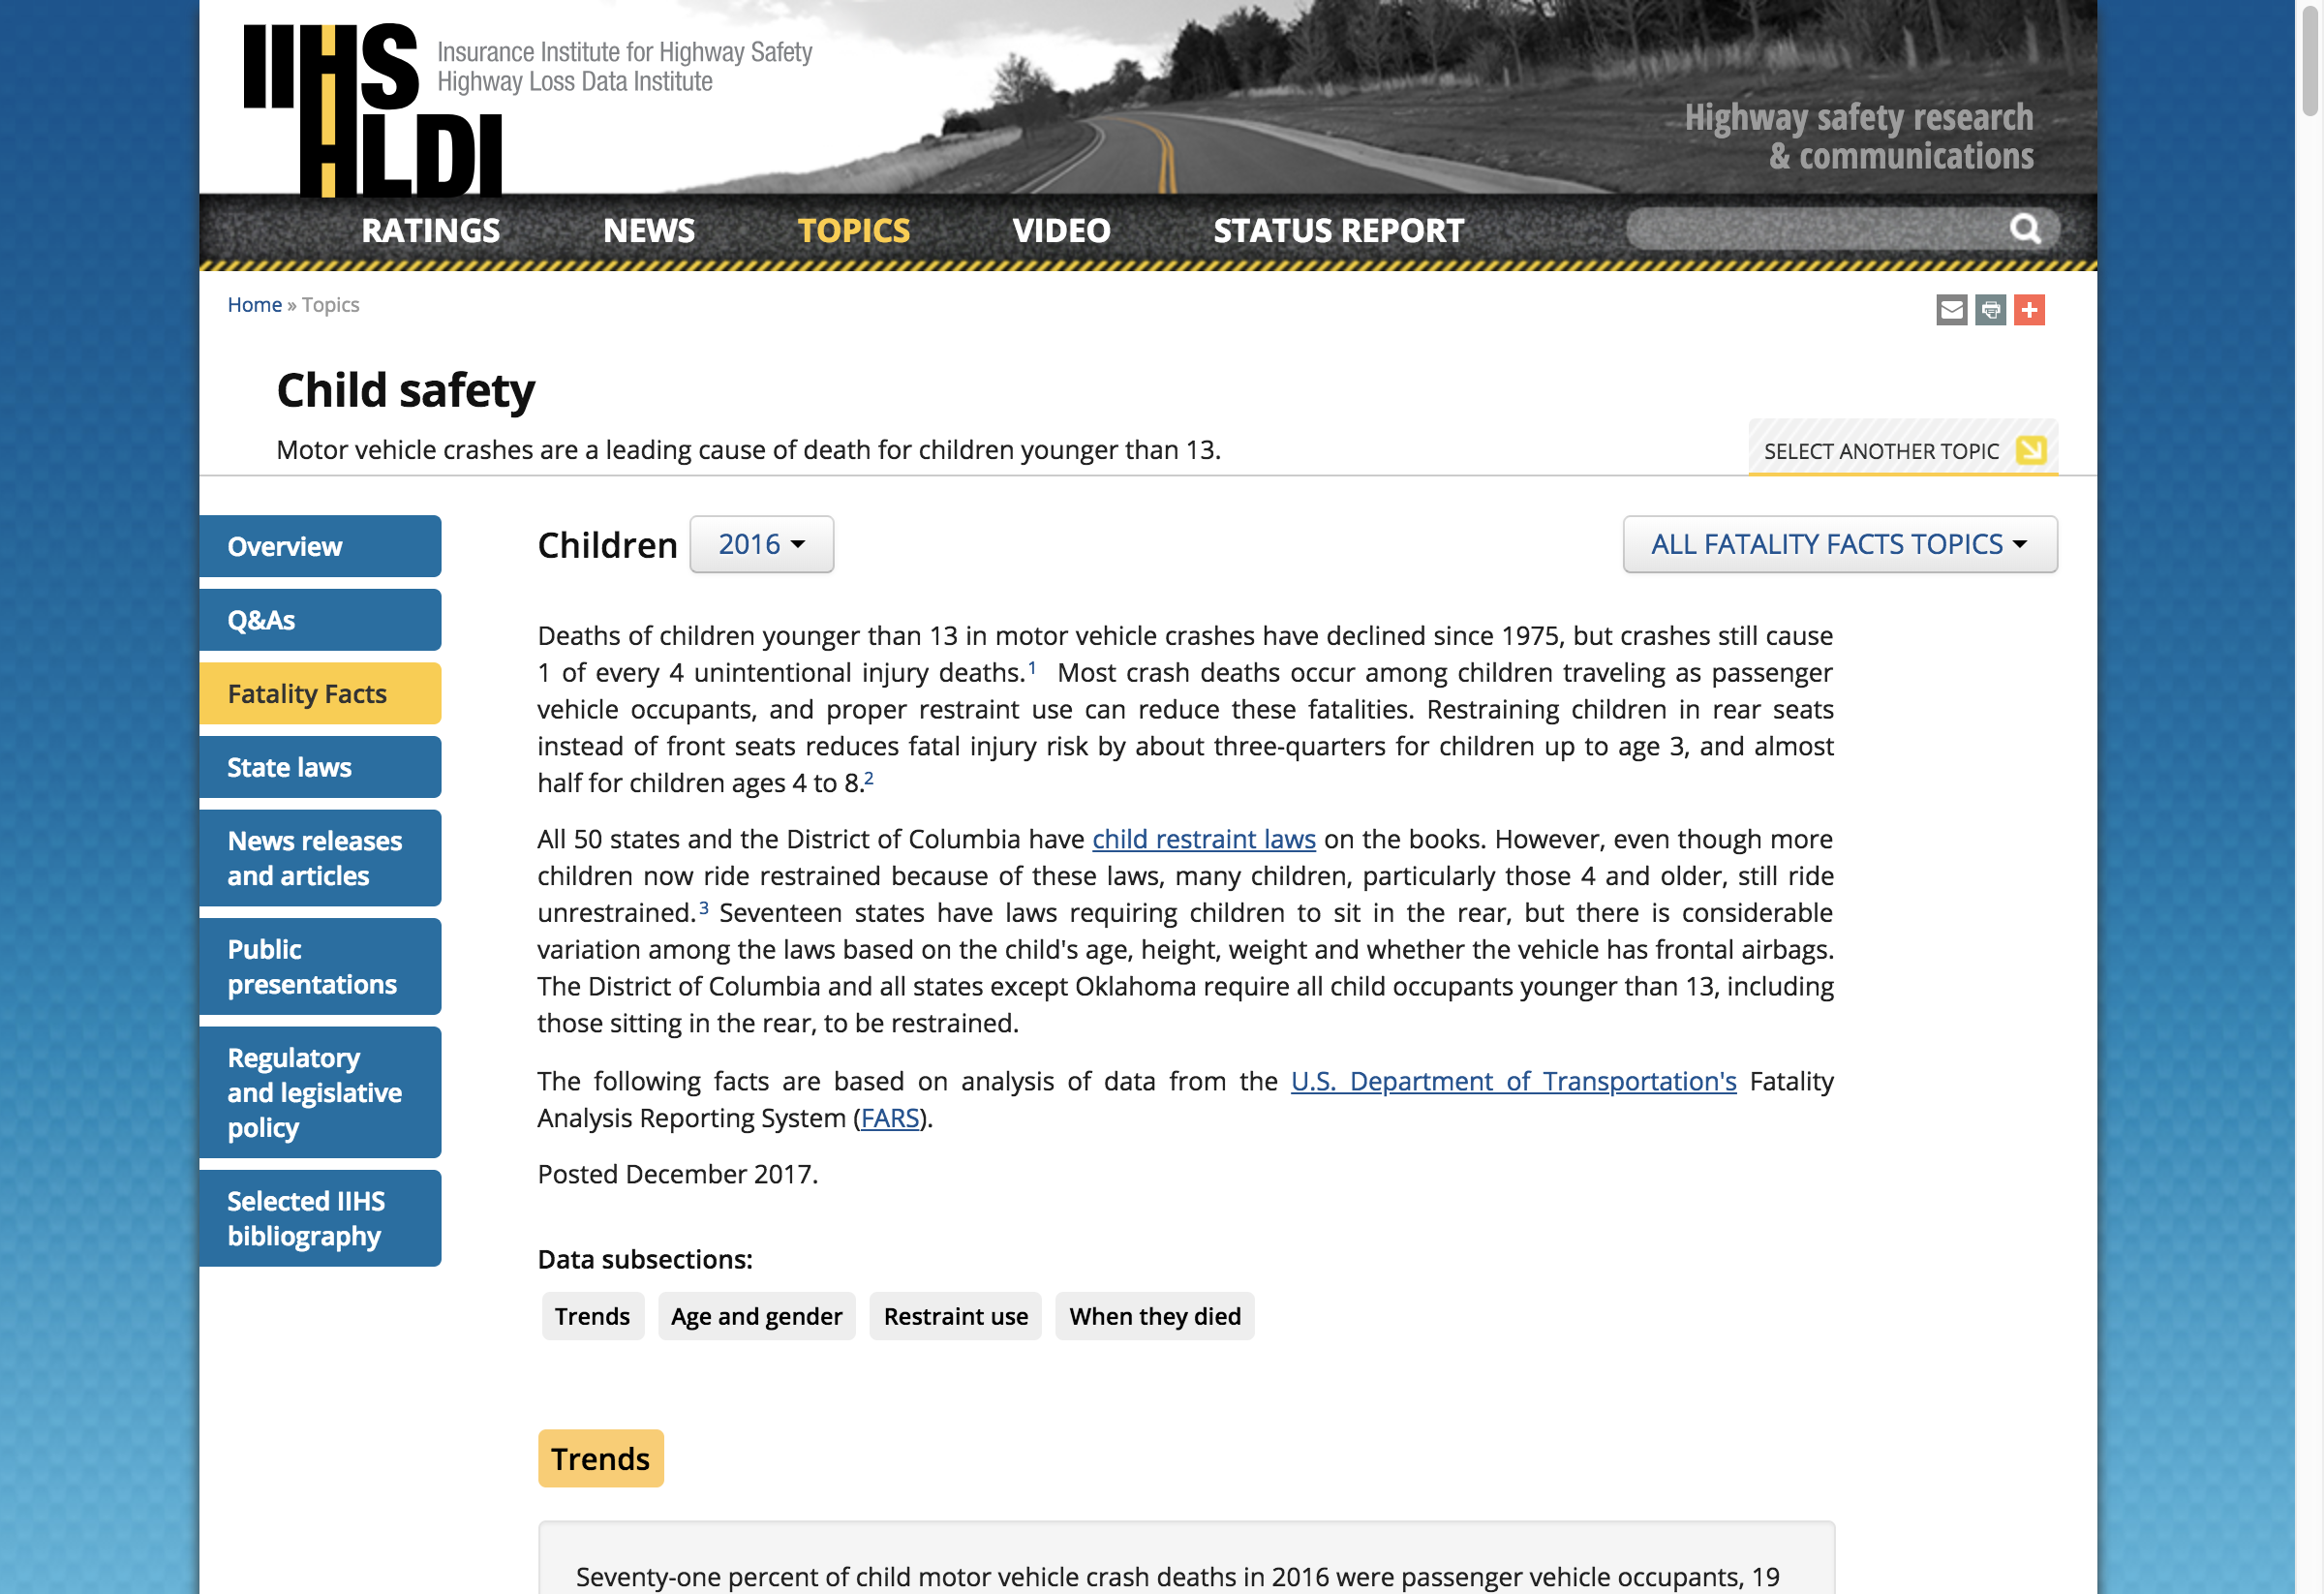 IIHS
HLDI
Insurance Institute for Highway Safety
Highway Loss Data Institute
Highway safety research
& communications
RATINGS NEWS TOPICS VIDEO STATUS REPORT
Home » Topics
Child safety
Motor vehicle crashes are a leading cause of death for children younger than 13.
SELECT ANOTHER TOPIC
Overview
Q&As
Fatality Facts
State laws
News releases
and articles
Public
presentations
Regulatory
and legislative
policy
Selected IIHS
bibliography
Children 2016
ALL FATALITY FACTS TOPICS
Deaths of children younger than 13 in motor vehicle crashes have declined since 1975, but crashes still cause
1 of every 4 unintentional injury deaths.1 Most crash deaths occur among children traveling as passenger
vehicle occupants, and proper restraint use can reduce these fatalities. Restraining children in rear seats
instead of front seats reduces fatal injury risk by about three-quarters for children up to age 3, and almost
half for children ages 4 to 8.2
All 50 states and the District of Columbia have child restraint laws on the books. However, even though more
children now ride restrained because of these laws, many children, particularly those 4 and older, still ride
unrestrained.3 Seventeen states have laws requiring children to sit in the rear, but there is considerable
variation among the laws based on the child's age, height, weight and whether the vehicle has frontal airbags.
The District of Columbia and all states except Oklahoma require all child occupants younger than 13, including
those sitting in the rear, to be restrained.
The following facts are based on analysis of data from the U.S. Department of Transportation's Fatality
Analysis Reporting System (FARS).
Posted December 2017.
Data subsections:
Trends Age and gender Restraint use When they died
Trends
Seventy-one percent of child motor vehicle crash deaths in 2016 were passenger vehicle occupants, 19